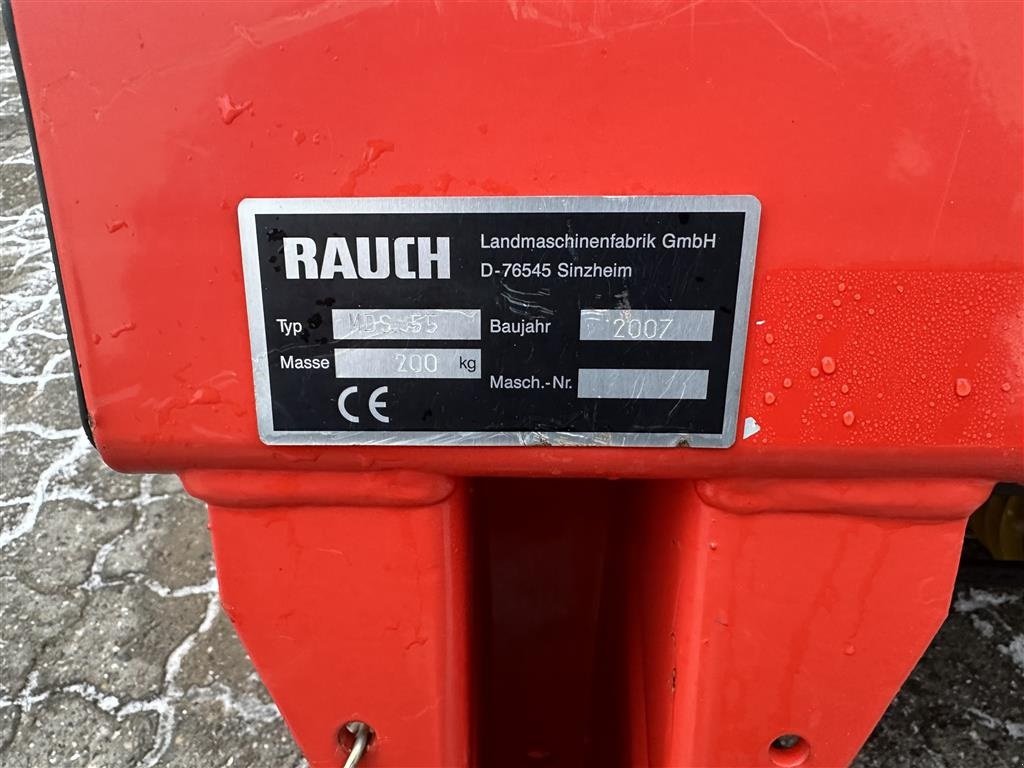 RAUCH
Landmaschinenfabrik GmbH
D-76545 Sinzheim
Typ
Baujahr 2007
Masse 200 kg
Masch.-Nr.
CE